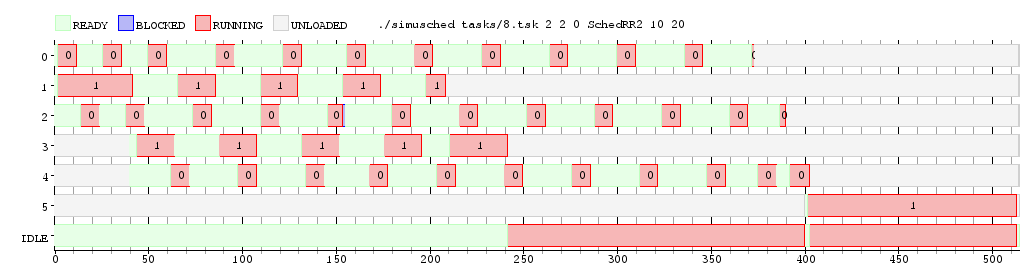 READY BLOCKED RUNNING UNLOADED ./simusched tasks/8.tsk 2 2 0 SchedRR2 10 20
0 0 0 0 0 0 0 0 0 0 0 0 0
1 1 1 1 1 1
2 0 0 0 0 0 0 0 0 0 0 0 0
3 1 1 1 1 1
4 0 0 0 0 0 0 0 0 0 0 0
5 1
IDLE
0 50 100 150 200 250 300 350 400 450 500